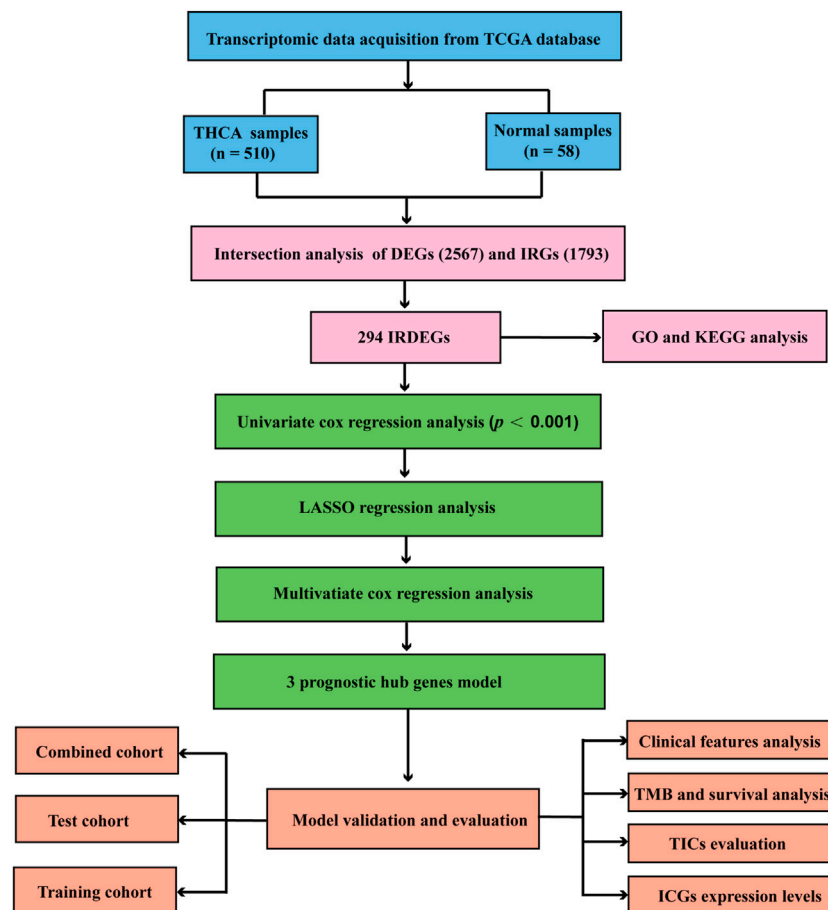 Transcriptomic data acquisition from TCGA database
THCA samples
(n = 510)
Normal samples
(n = 58)
Intersection analysis of DEGs (2567) and IRGs (1793)
294 IRDEGs
GO and KEGG analysis
Univariate cox regression analysis (p < 0.001)
LASSO regression analysis
Multivatiate cox regression analysis
3 prognostic hub genes model
Combined cohort
Test cohort
Training cohort
Model validation and evaluation
Clinical features analysis
TMB and survival analysis
TICs evaluation
ICGs expression levels